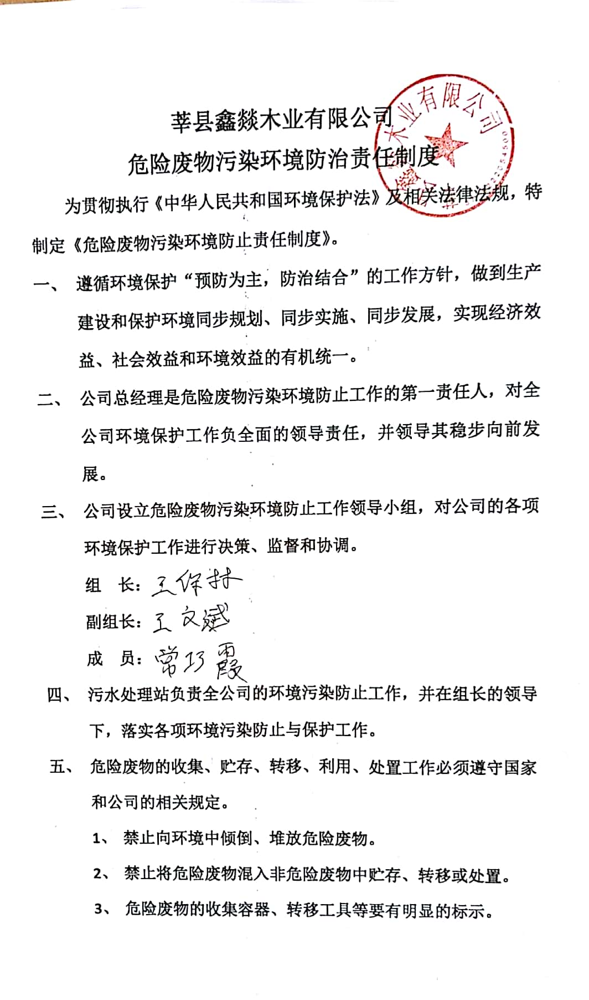 莘县鑫燚木业有限公司
危险废物污染环境防治责任制度
为贯彻执行《中华人民共和国环境保护法》及相关法律法规，特
制定《危险废物污染环境防止责任制度》。
一、 遵循环境保护“预防为主，防治结合”的工作方针，做到生产
建设和保护环境同步规划、同步实施、同步发展，实现经济效
益、社会效益和环境效益的有机统一。
二、 公司总经理是危险废物污染环境防止工作的第一责任人，对全
公司环境保护工作负全面的领导责任，并领导其稳步向前发
展。
三、 公司设立危险废物污染环境防止工作领导小组，对公司的各项
环境保护工作进行决策、监督和协调。
组 长：王保林
副组长：王文斌
成 员：常巧霞
四、 污水处理站负责全公司的环境污染防止工作，并在组长的领导
下，落实各项环境污染防止与保护工作。
五、 危险废物的收集、贮存、转移、利用、处置工作必须遵守国家
和公司的相关规定。
1、 禁止向环境中倾倒、堆放危险废物。
2、 禁止将危险废物混入非危险废物中贮存、转移或处置。
3、 危险废物的收集容器、转移工具等要有明显的标示。
木业有限公司